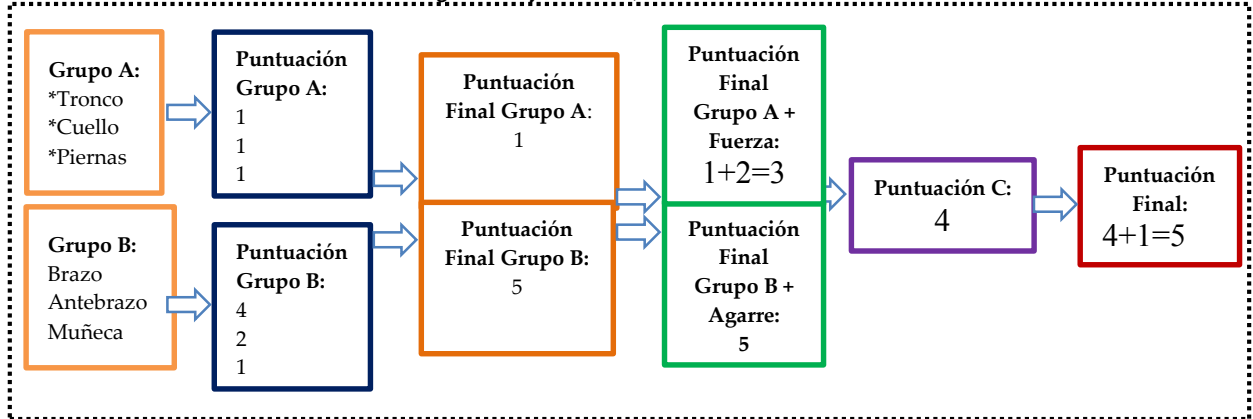 Grupo A:
*Tronco
*Cuello
*Piernas
Puntuación
Grupo A:
1
1
1
Puntuación
Final Grupo A:
1
Puntuación
Final
Grupo A +
Fuerza:
1+2=3
Puntuación C:
4
Puntuación
Final:
4+1=5
Grupo B:
Brazo
Antebrazo
Muñeca
Puntuación
Grupo B:
4
2
1
Puntuación
Final Grupo B:
5
Puntuación
Final
Grupo B +
Agarre:
5